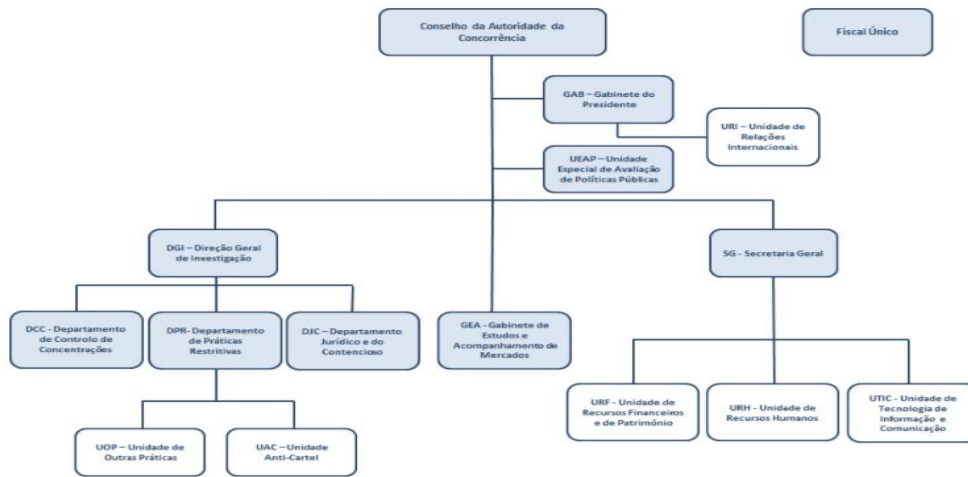 Conselho da Autoridade da
Concorrência
Fiscal Único
GAB – Gabinete do
Presidente
URI – Unidade de
Relações
Internacionais
UEAP – Unidade
Especial de Avaliação
de Políticas Públicas
DGI – Direção Geral
de Investigação
SG - Secretaria Geral
DCC - Departamento
de Controlo de
Concentrações
DPR- Departamento
de Práticas
Restritivas
DJC – Departamento
Jurídico e do
Contencioso
GEA - Gabinete de
Estudos e
Acompanhamento de
Mercados
URF - Unidade de
Recursos Financeiros
e de Património
URH - Unidade de
Recursos Humanos
UTIC - Unidade de
Tecnologia de
Informação e
Comunicação
UOP – Unidade de
Outras Práticas
UAC – Unidade
Anti-Cartel